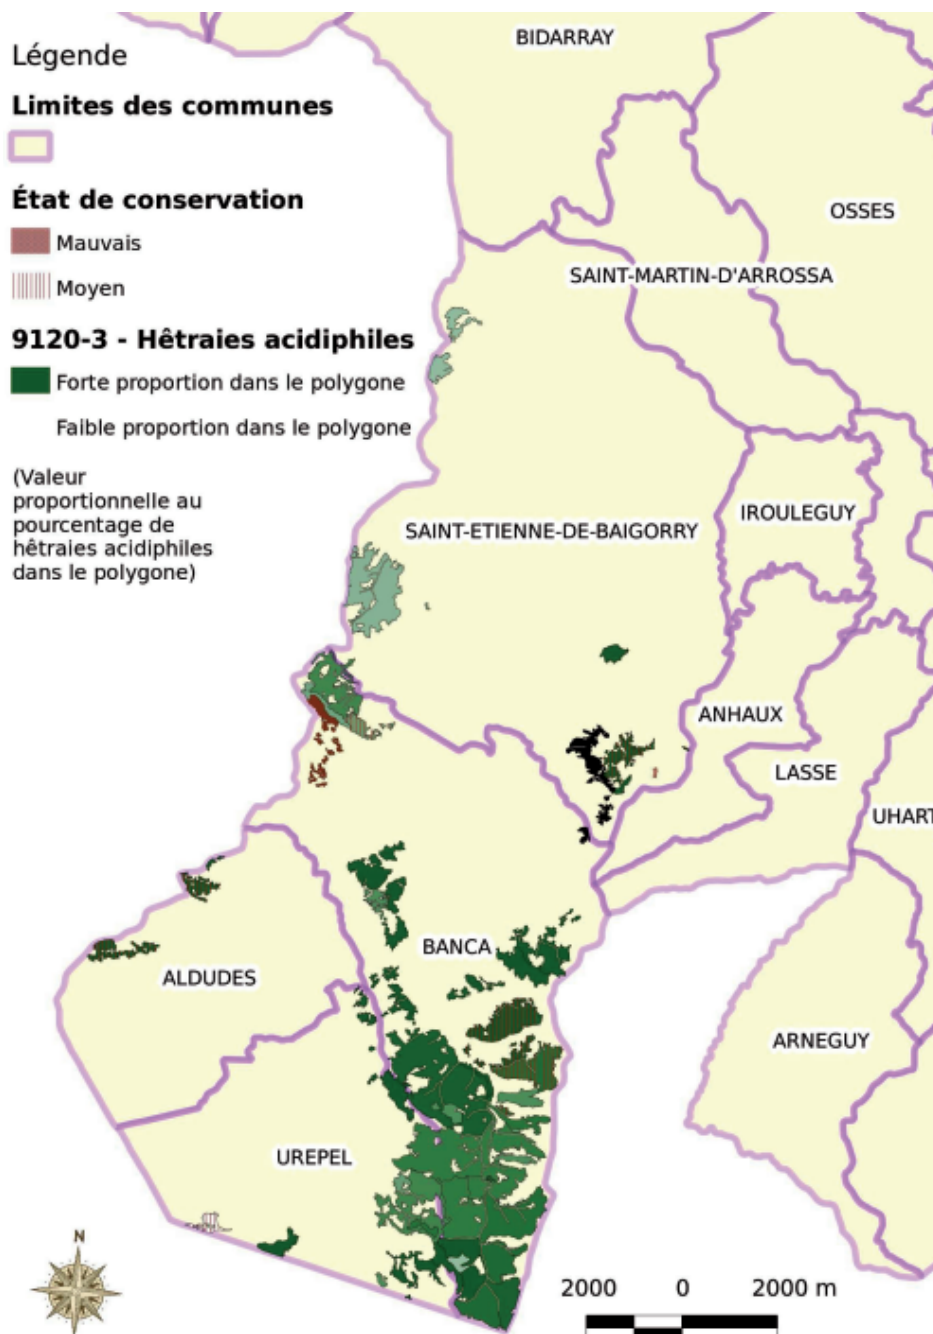 Légende
Limites des communes
État de conservation
Mauvais
Moyen
9120-3 - Hêtraies acidiphiles
Forte proportion dans le polygone
Faible proportion dans le polygone
(Valeur
proportionnelle au
pourcentage de
hêtraies acidiphiles
dans le polygone)
BIDARRAY
OSSES
SAINT-MARTIN-D'ARROSSA
IROULEGUY
SAINT-ETIENNE-DE-BAIGORRY
ANHAUX
LASSE
UHART
BANCA
ALDUDES
ARNEGUY
UREPEL
N
2000 0 2000 m